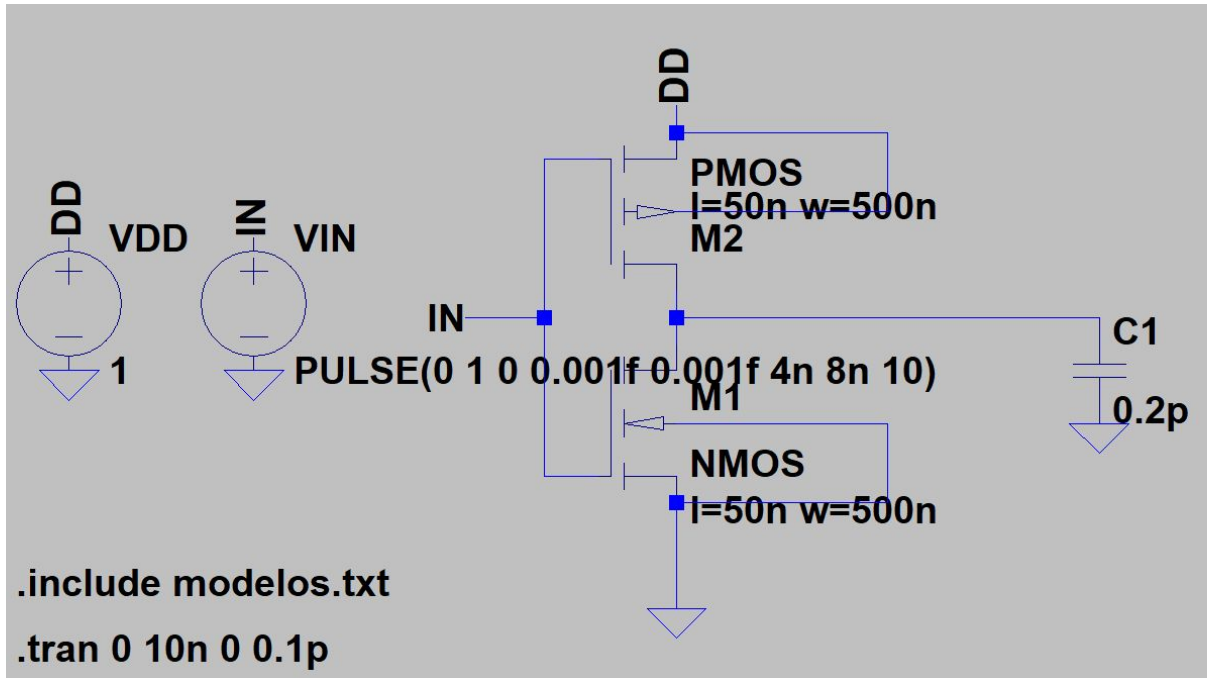 DD
DD
VDD
IN
VIN
PMOS
l=50n w=500n
M2
IN
C1
1
PULSE(0 1 0 0.001f 0.001f 4n 8n 10)
M1
0.2p
NMOS
l=50n w=500n
.include modelos.txt
.tran 0 10n 0 0.1p